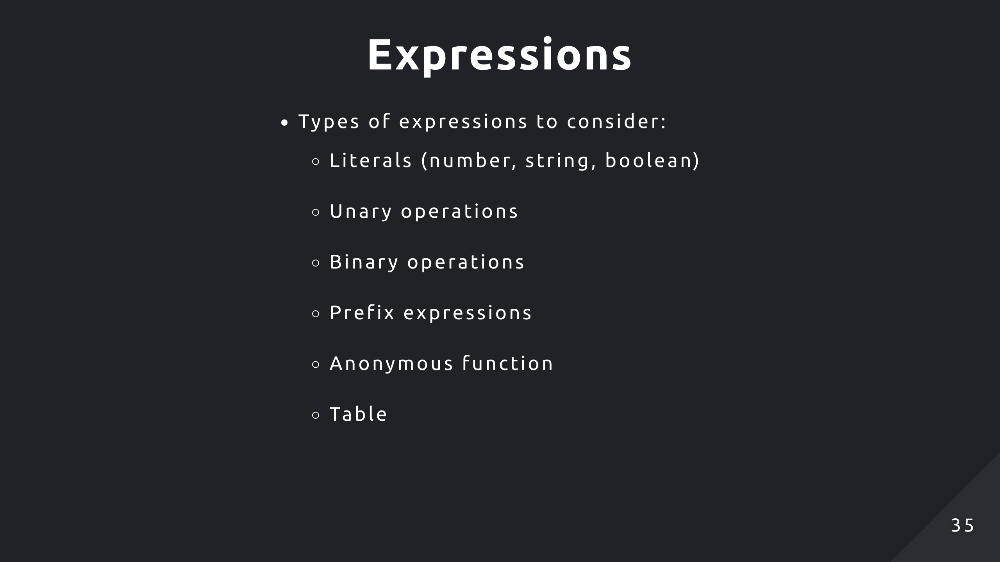 Expressions
• Types of expressions to consider:
◦ Literals (number, string, boolean)
◦ Unary operations
◦ Binary operations
◦ Prefix expressions
◦ Anonymous function
◦ Table
35